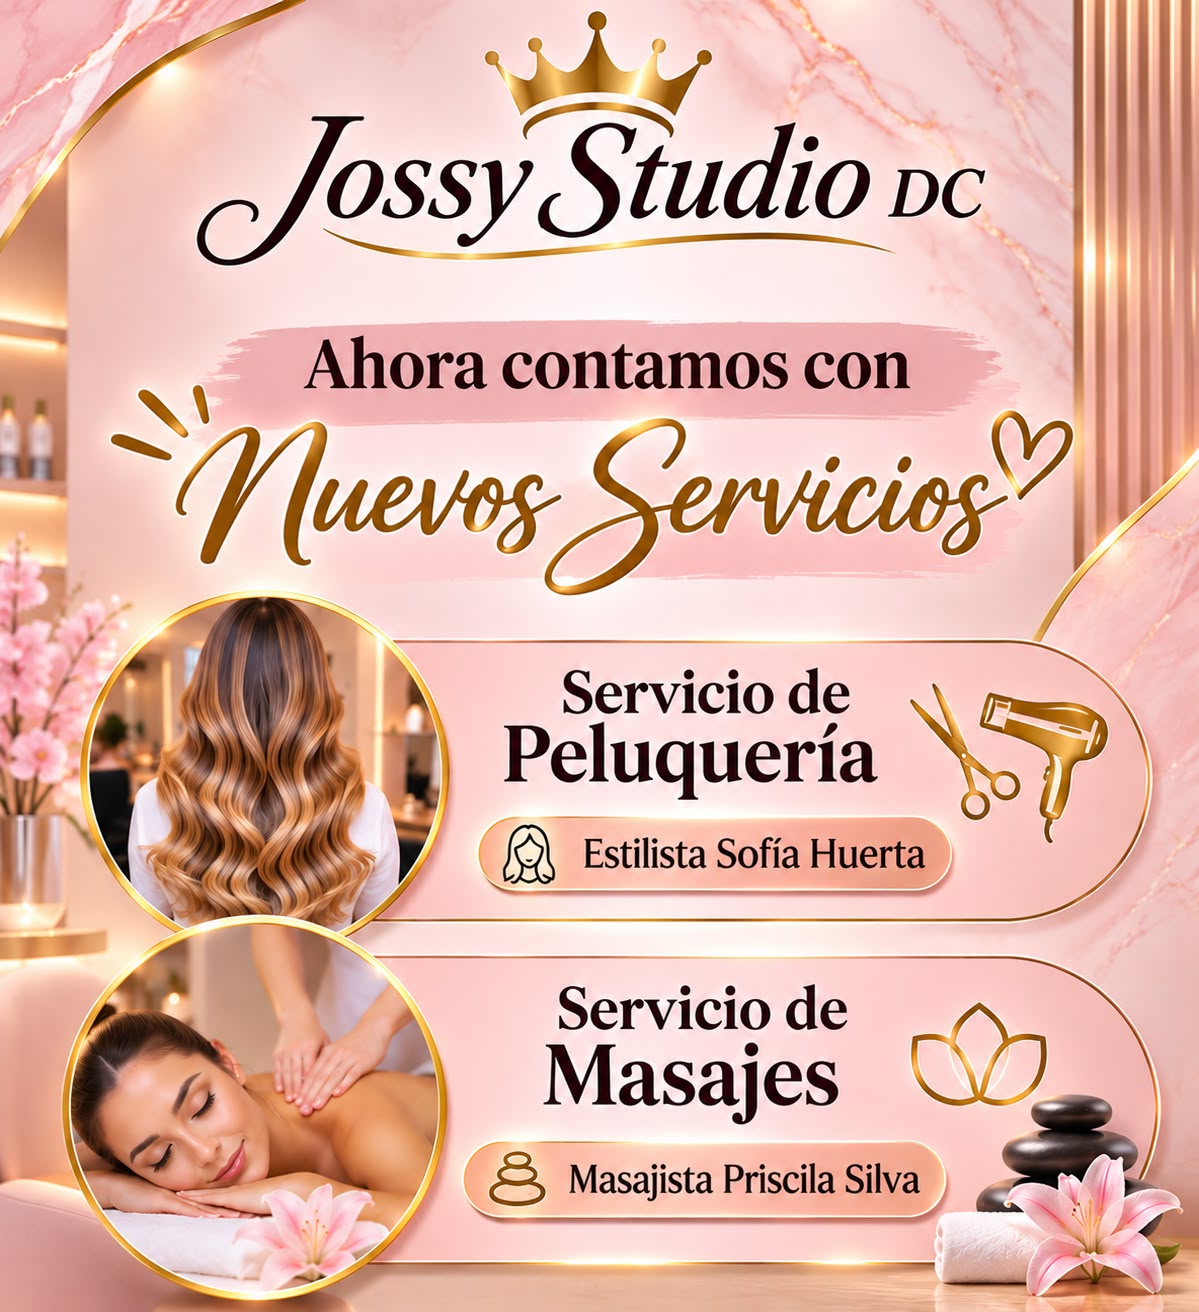 Jossy Studio DC
Ahora contamos con
Nuevos Servicios
Servicio de
Peluquería
Estilista Sofía Huerta
Servicio de
Masajes
Masajista Priscila Silva